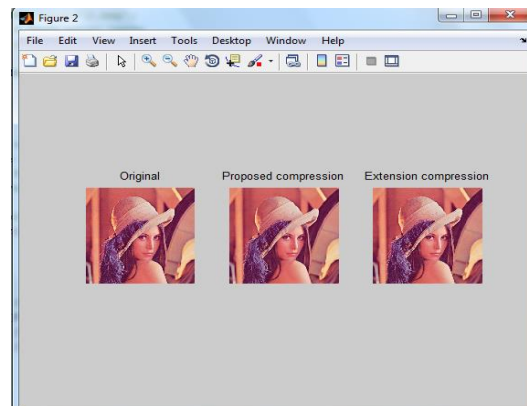 Figure 2
File Edit View Insert Tools Desktop Window Help
Original Proposed compression Extension compression